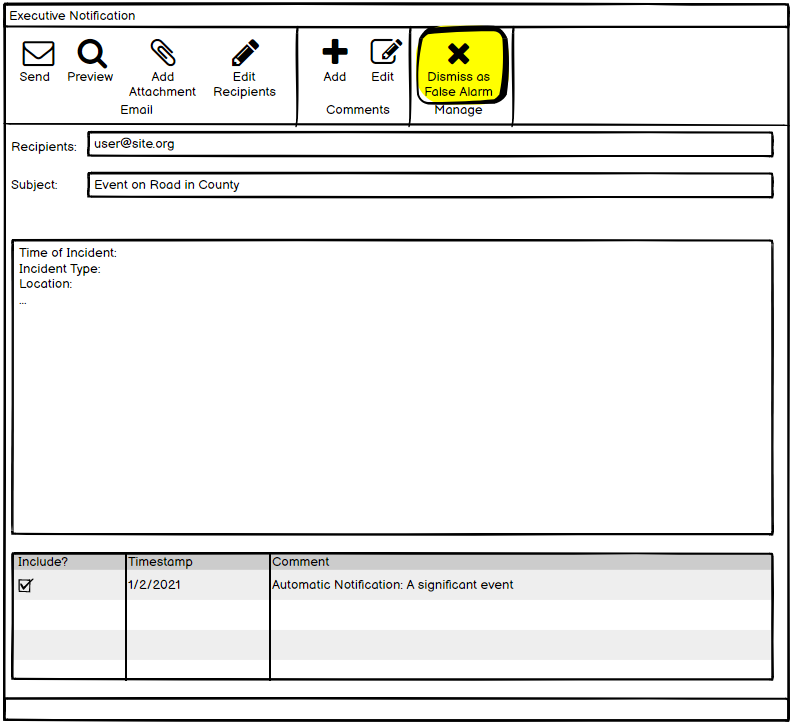 Executive Notification
Send Preview Add Attachment Edit Recipients
Email
Add Edit
Comments
Dismiss as False Alarm
Manage
Recipients: user@site.org
Subject: Event on Road in County
Time of Incident:
Incident Type:
Location:
...
Include? Timestamp Comment
1/2/2021 Automatic Notification: A significant event